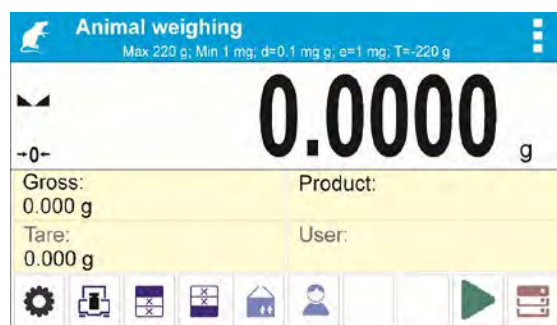 Animal weighing
Max 220 g; Min 1 mg; d=0.1 mg g; e=1 mg; T=-220 g
0.0000 g
→0←
Gross:
0.000 g
Product:
Tare:
0.000 g
User: